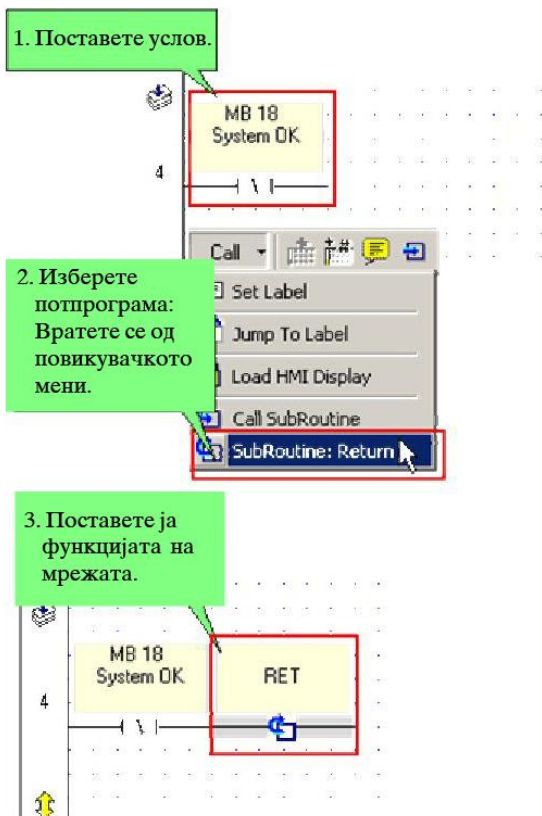 1. Поставете услов.
MB 18
System OK
4
Call
2. Изберете
потпрограма:
Вратете се од
повикувачкото
мени.
Set Label
Jump To Label
Load HMI Display
Call SubRoutine
SubRoutine: Return
3. Поставете ја
функцијата на
мрежата.
MB 18
System OK
RET
4